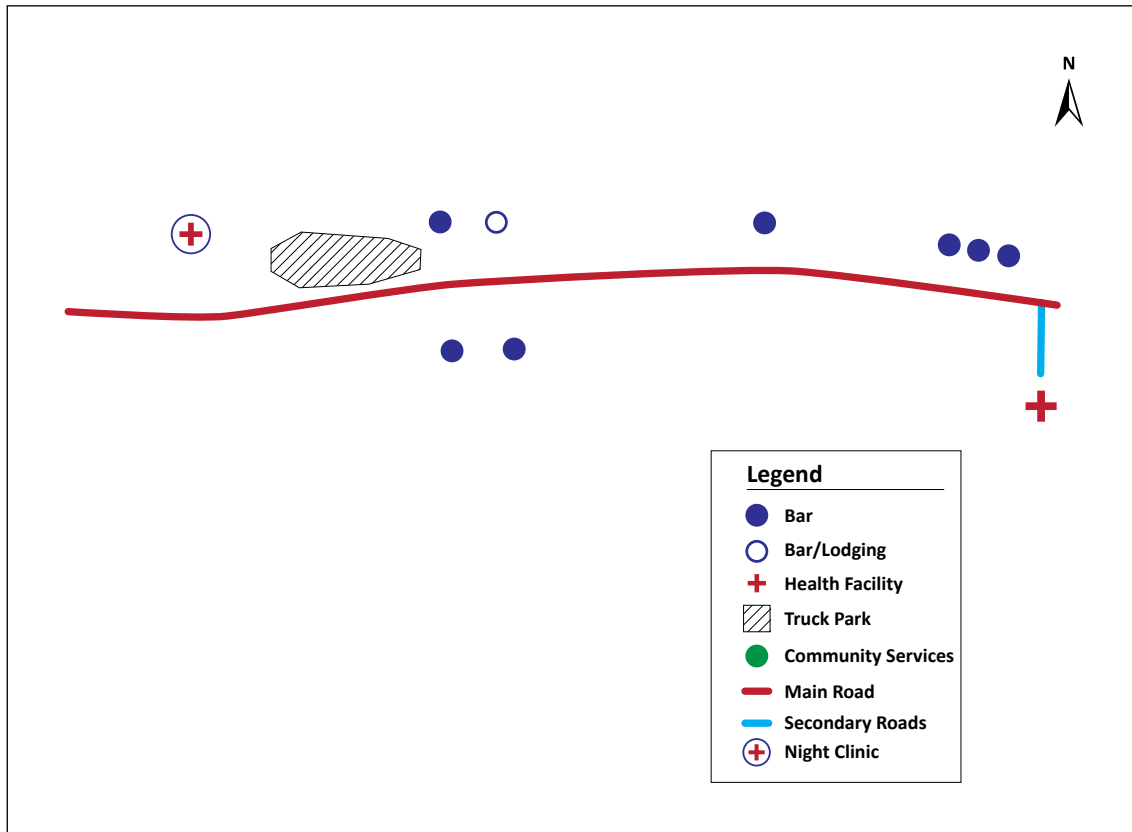 N
Legend
Bar
Bar/Lodging
Health Facility
Truck Park
Community Services
Main Road
Secondary Roads
Night Clinic